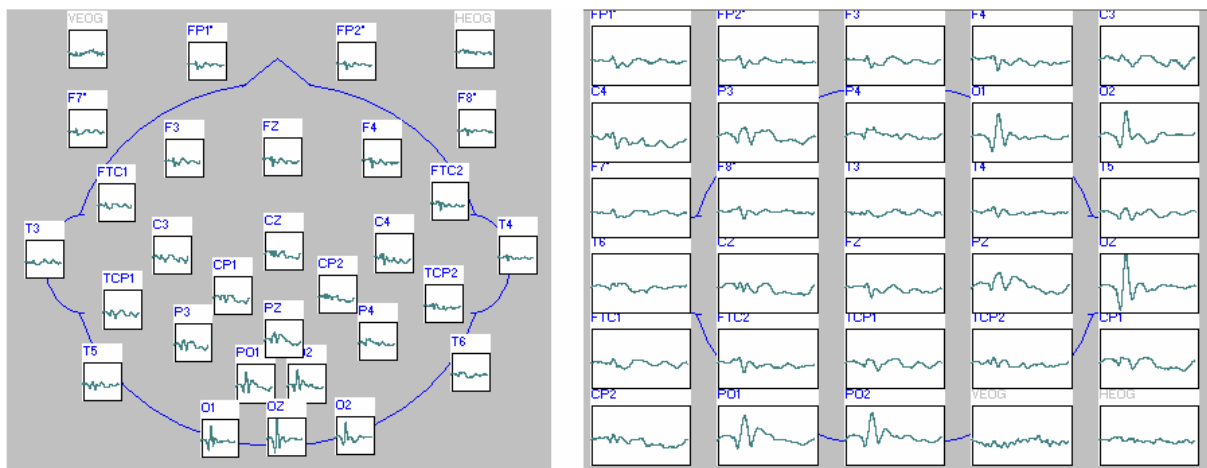 VEOG HEOG
FP1" FP2"
F7" F8"
F3 FZ F4
FTC1 FTC2
T3 C3 CZ C4 T4
CP1 CP2
TCP1 TCP2
P3 PZ P4
T5 T6
PO1 O2
O1 OZ O2
FP1" FP2" F3 F4 C3
C4 P3 P4 O1 O2
F7" F8" T3 T4 T5
T6 CZ FZ PZ OZ
FTC1 FTC2 TCP1 TCP2 CP1
CP2 PO1 PO2 VEOG HEOG